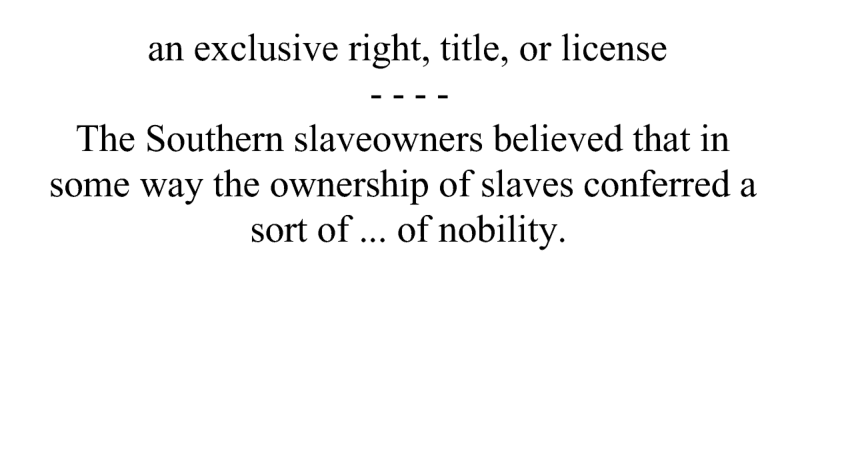 an exclusive right, title, or license
- - - -
The Southern slaveowners believed that in
some way the ownership of slaves conferred a
sort of ... of nobility.